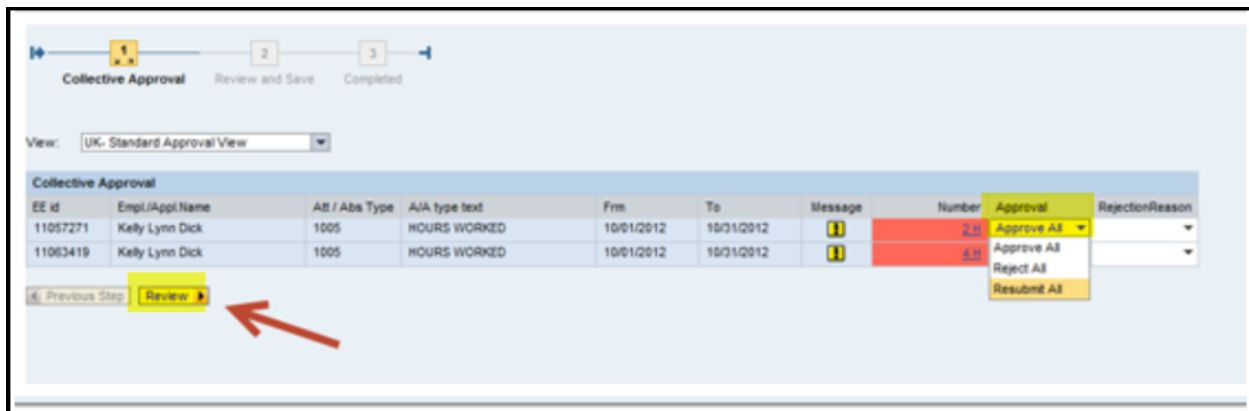 1 2 3
Collective Approval Review and Save Completed
View: UK- Standard Approval View
Collective Approval
EE id Empl./Appl.Name Att / Abs Type A/A type text Frm To Message Number Approval RejectionReason
11057271 Kelly Lynn Dick 1005 HOURS WORKED 10/01/2012 10/31/2012 2 H Approve All
11063419 Kelly Lynn Dick 1005 HOURS WORKED 10/01/2012 10/31/2012 4 H Approve All
Reject All
Resubmit All
Previous Step Review